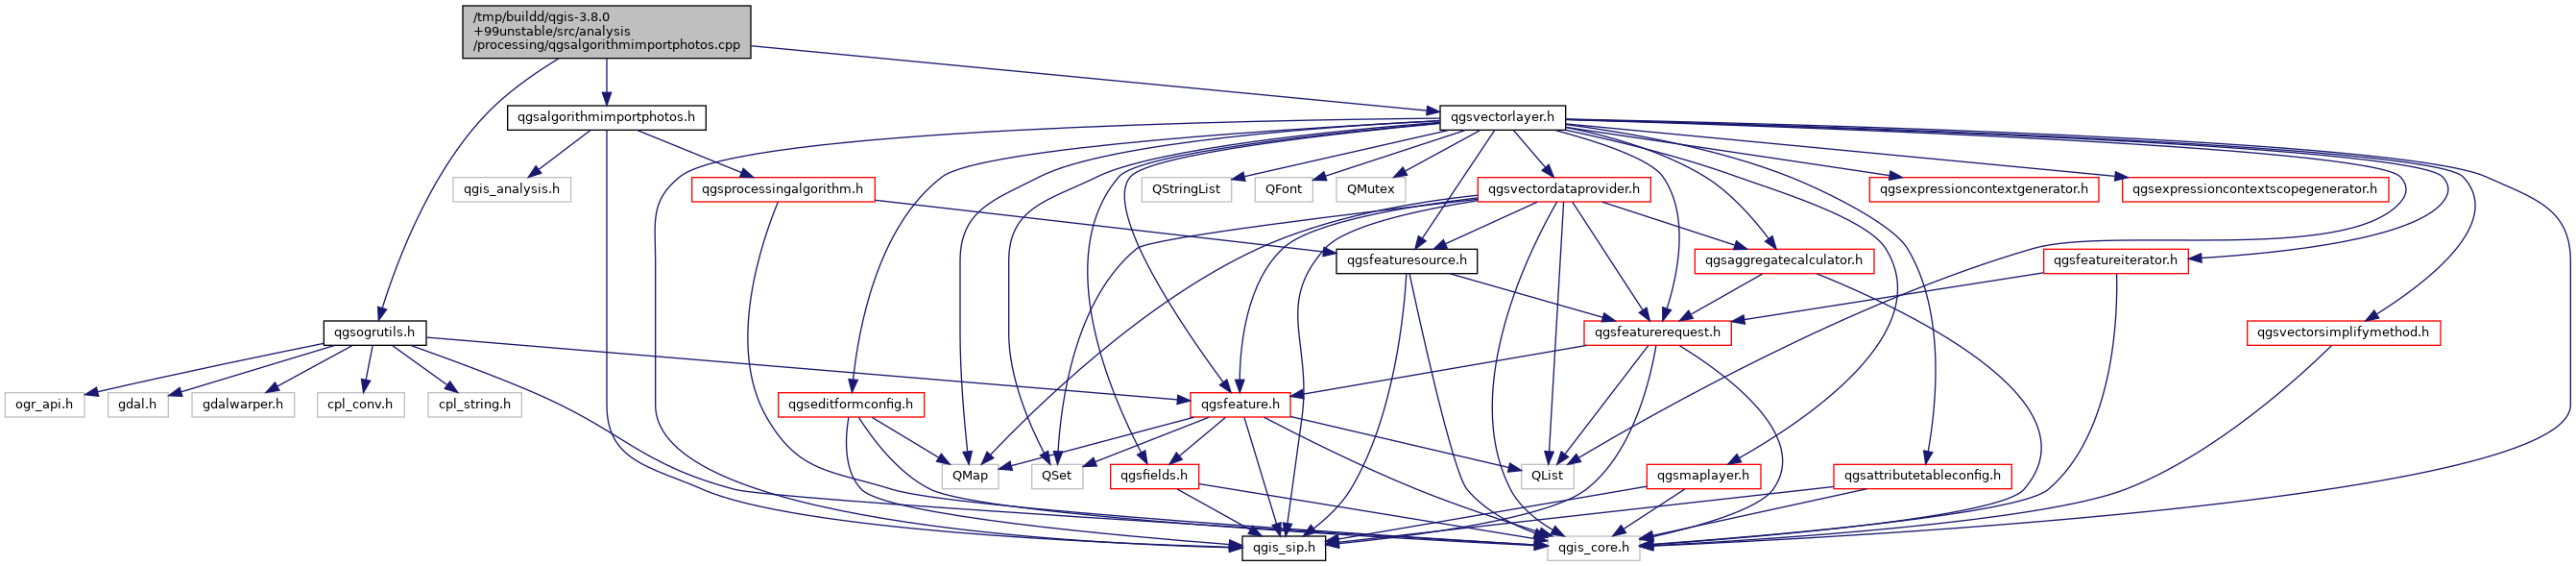 /tmp/buildd/qgis-3.8.0
+99unstable/src/analysis
/processing/qgsalgorithmimportphotos.cpp
qgsalgorithmimportphotos.h
qgsvectorlayer.h
qgis_analysis.h
qgsprocessingalgorithm.h
QStringList
QFont
QMutex
qgsvectordataprovider.h
qgsexpressioncontextgenerator.h
qgsexpressioncontextscopegenerator.h
qgsfeaturesource.h
qgsaggregatecalculator.h
qgsfeatureiterator.h
qgsogrutils.h
qgsfeaturerequest.h
qgsvectorsimplifymethod.h
ogr_api.h
gdal.h
gdalwarper.h
cpl_conv.h
cpl_string.h
qgseditformconfig.h
qgsfeature.h
QMap
QSet
qgsfields.h
QList
qgsmaplayer.h
qgsattributetableconfig.h
qgis_sip.h
qgis_core.h